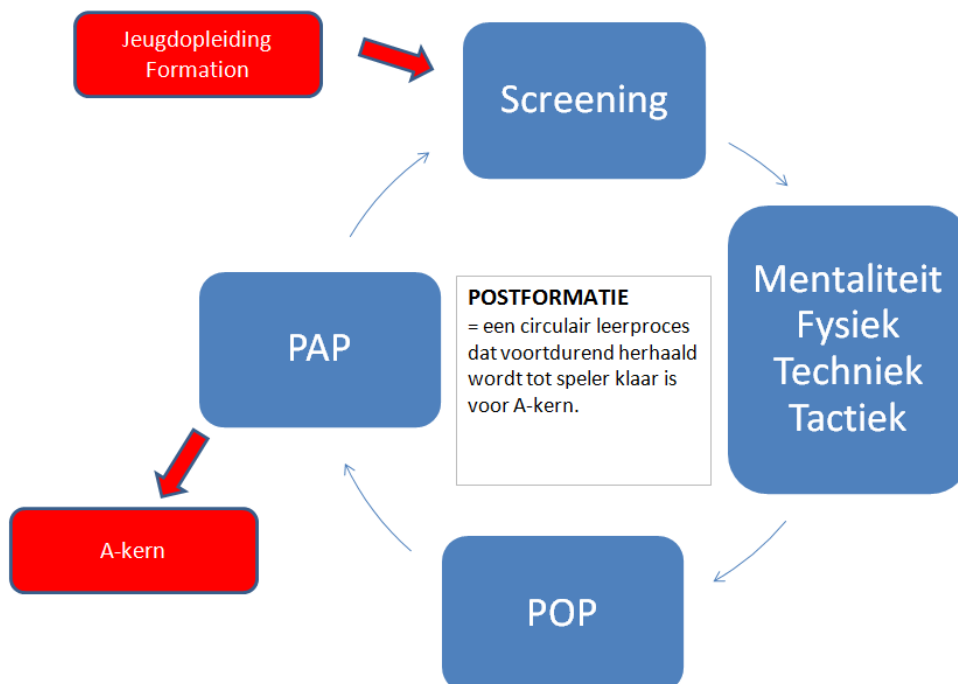 Jeugdopleiding
Formation
Screening
Mentaliteit
Fysiek
Techniek
Tactiek
POSTFORMATIE
= een circulair leerproces
dat voortdurend herhaald
wordt tot speler klaar is
voor A-kern.
PAP
A-kern
POP